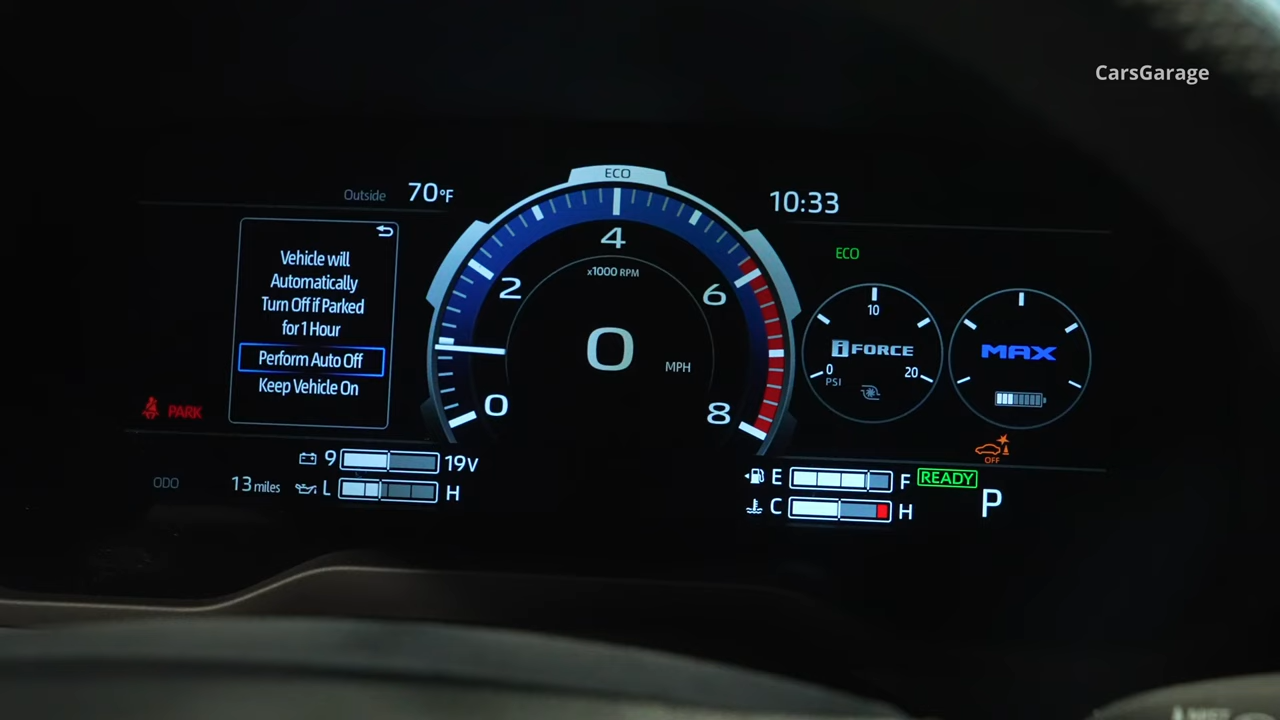 CarsGarage
ECO
Outside 70°F
10:33
Vehicle will
Automatically
Turn Off if Parked
for 1 Hour
Perform Auto Off
Keep Vehicle On
PARK
0
2
4
6
8
x1000 RPM
0 MPH
ECO
10
i FORCE
0
PSI
20
MAX
OFF
9 19V
L H
ODO 13 miles
E F
C H
READY
P